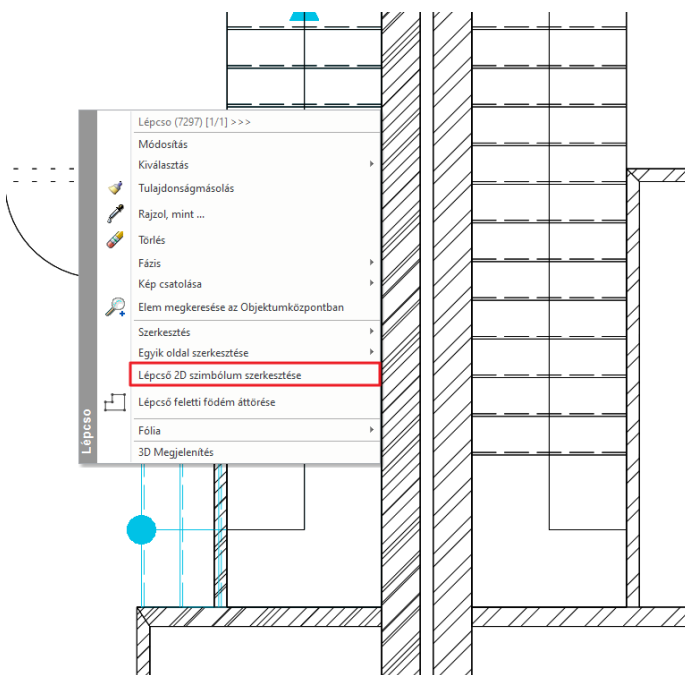 Lépcso (7297) [1/1] >>>
Módosítás
Kiválasztás
Tulajdonságmásolás
Rajzol, mint ...
Törlés
Fázis
Kép csatolása
Elem megkeresése az Objektumközpontban
Szerkesztés
Egyik oldal szerkesztése
Lépcső 2D szimbólum szerkesztése
Lépcső feletti födém áttörése
Fólia
3D Megjelenítés
Lépcso